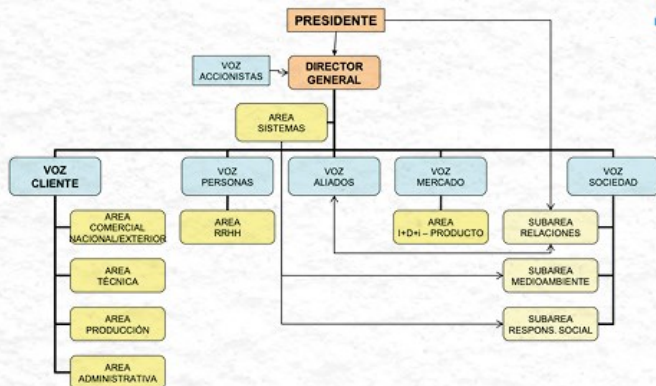 PRESIDENTE
VOZ
ACCIONISTAS
DIRECTOR
GENERAL
AREA
SISTEMAS
VOZ
CLIENTE
VOZ
PERSONAS
VOZ
ALIADOS
VOZ
MERCADO
VOZ
SOCIEDAD
AREA
COMERCIAL
NACIONAL/EXTERIOR
AREA
RRHH
AREA
I+D+i – PRODUCTO
SUBAREA
RELACIONES
AREA
TÉCNICA
SUBAREA
MEDIOAMBIENTE
AREA
PRODUCCIÓN
SUBAREA
RESPONS. SOCIAL
AREA
ADMINISTRATIVA